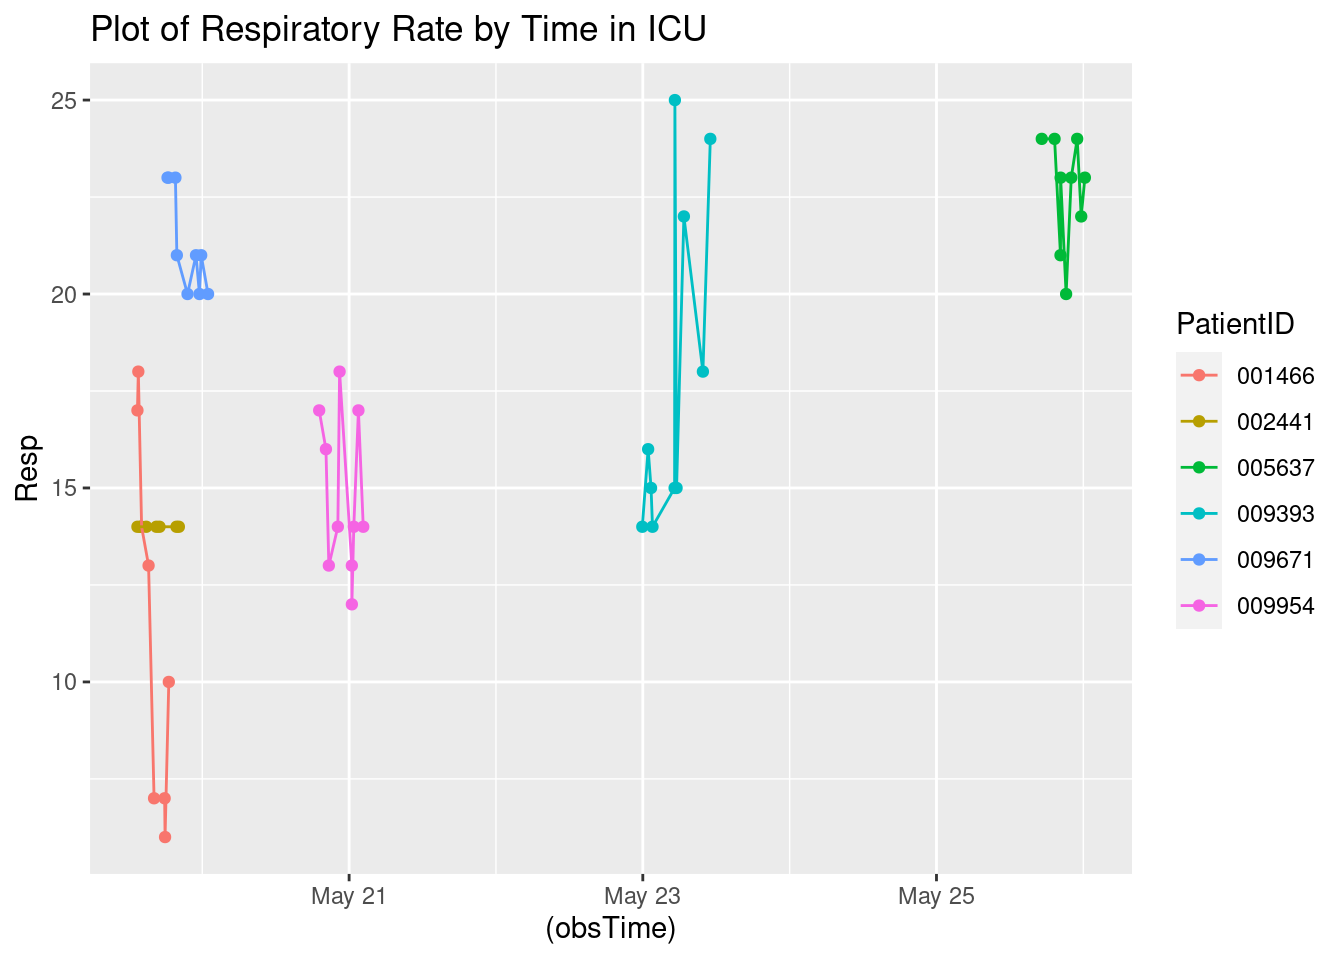 Plot of Respiratory Rate by Time in ICU
25
20
15
10
Resp
May 21
May 23
May 25
(obsTime)
PatientID
001466
002441
005637
009393
009671
009954